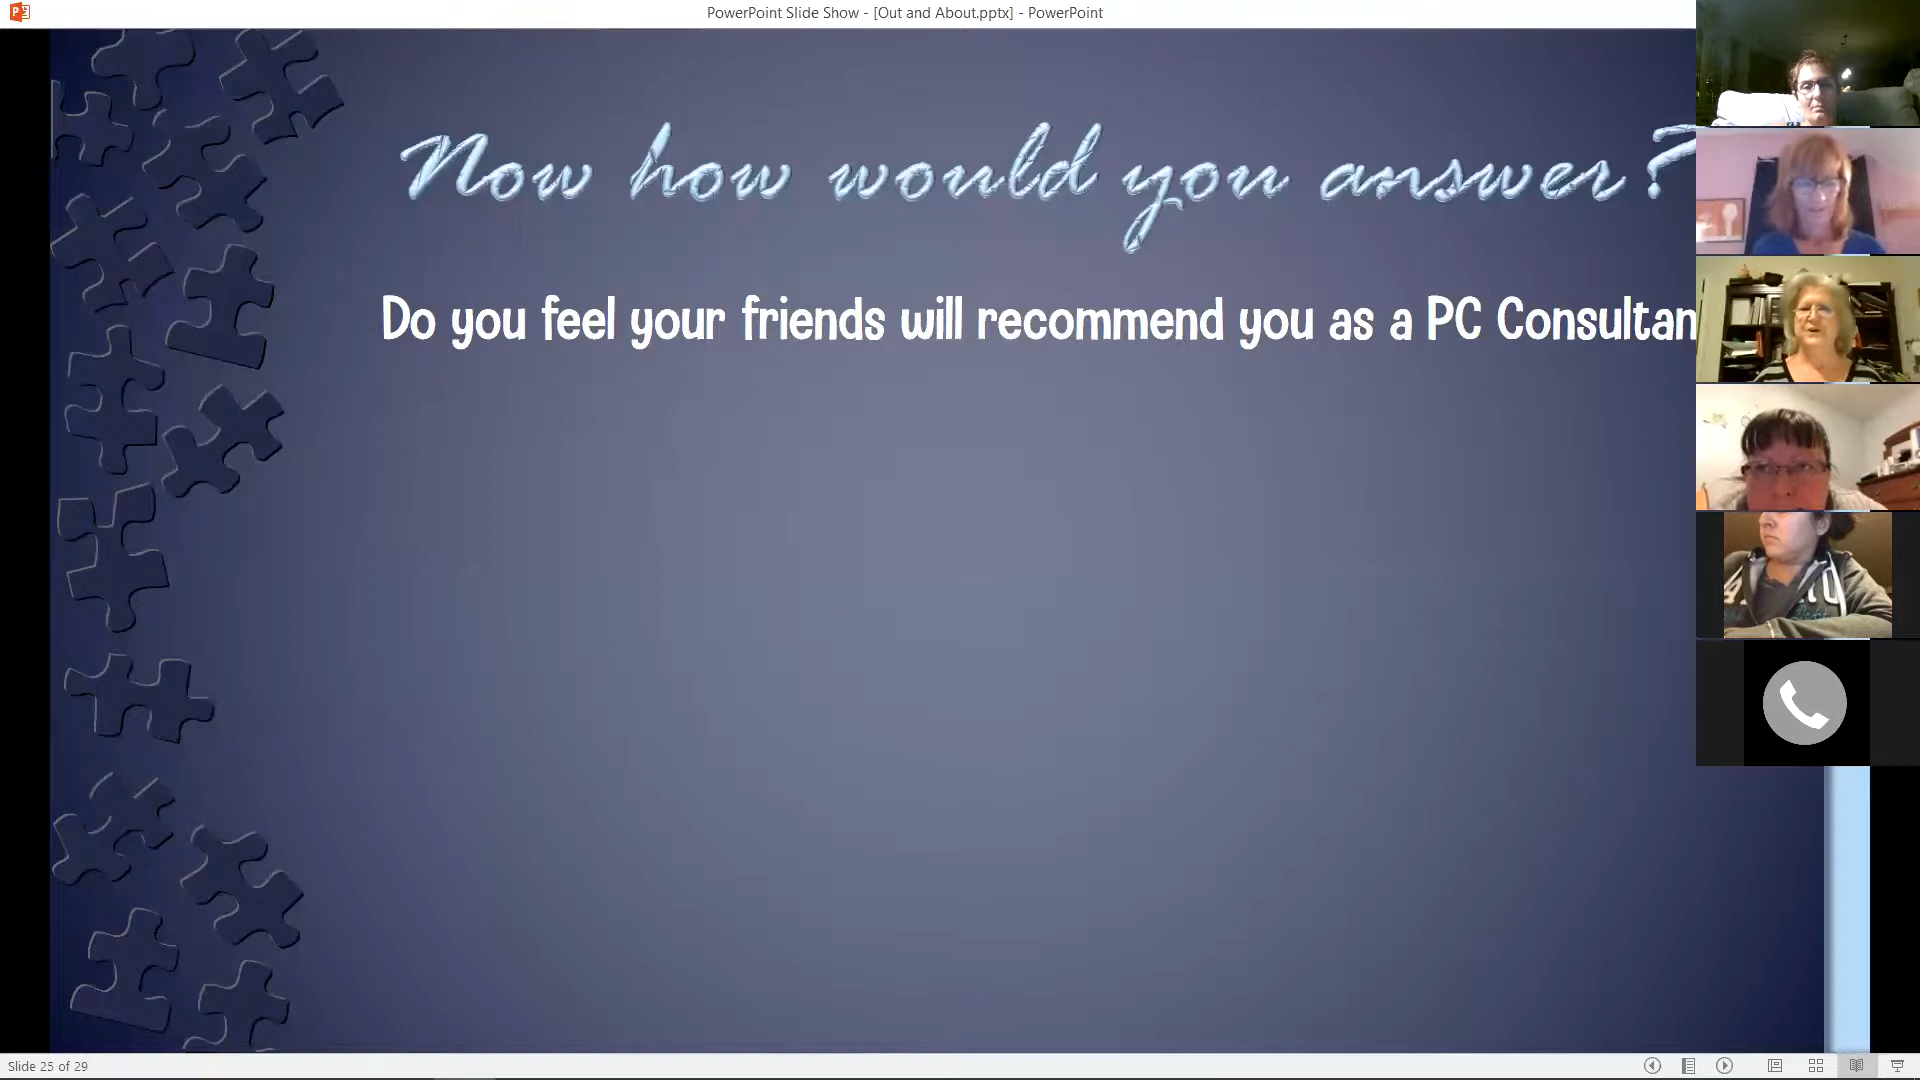 PowerPoint Slide Show - [Out and About.pptx] - PowerPoint
Now how would you answer?
Do you feel your friends will recommend you as a PC Consultan
Slide 25 of 29